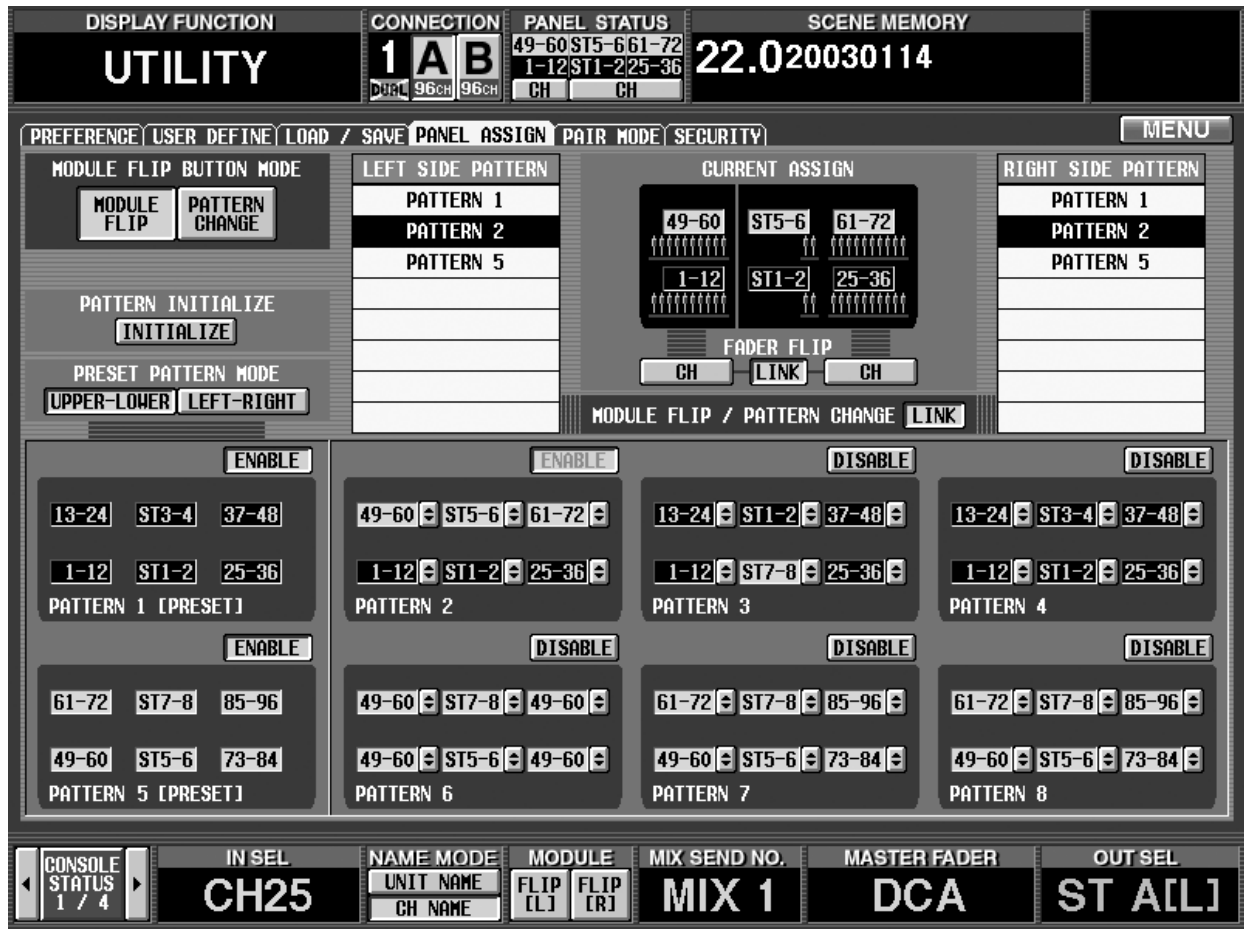 DISPLAY FUNCTION
UTILITY
CONNECTION
1 A B
DUAL 96CH 96CH
PANEL STATUS
49-60 ST5-6 61-72
1-12 ST1-2 25-36
CH CH
SCENE MEMORY
22.0 20030114
PREFERENCE USER DEFINE LOAD / SAVE PANEL ASSIGN PAIR MODE SECURITY
MENU
MODULE FLIP BUTTON MODE
MODULE FLIP
PATTERN CHANGE
PATTERN INITIALIZE
INITIALIZE
PRESET PATTERN MODE
UPPER-LOWER LEFT-RIGHT
LEFT SIDE PATTERN
PATTERN 1
PATTERN 2
PATTERN 5
CURRENT ASSIGN
49-60 ST5-6 61-72
1-12 ST1-2 25-36
FADER FLIP
CH LINK CH
MODULE FLIP / PATTERN CHANGE LINK
RIGHT SIDE PATTERN
PATTERN 1
PATTERN 2
PATTERN 5
ENABLE
13-24 ST3-4 37-48
1-12 ST1-2 25-36
PATTERN 1 [PRESET]
ENABLE
49-60 ST5-6 61-72
1-12 ST1-2 25-36
PATTERN 2
DISABLE
13-24 ST1-2 37-48
1-12 ST7-8 25-36
PATTERN 3
DISABLE
13-24 ST3-4 37-48
1-12 ST1-2 25-36
PATTERN 4
ENABLE
61-72 ST7-8 85-96
49-60 ST5-6 73-84
PATTERN 5 [PRESET]
DISABLE
49-60 ST7-8 49-60
49-60 ST5-6 49-60
PATTERN 6
DISABLE
61-72 ST7-8 85-96
49-60 ST5-6 73-84
PATTERN 7
DISABLE
61-72 ST7-8 85-96
49-60 ST5-6 73-84
PATTERN 8
CONSOLE
STATUS
1 / 4
IN SEL
CH25
NAME MODE
UNIT NAME
CH NAME
MODULE
FLIP [L]
FLIP [R]
MIX SEND NO.
MIX 1
MASTER FADER
DCA
OUT SEL
ST A[L]